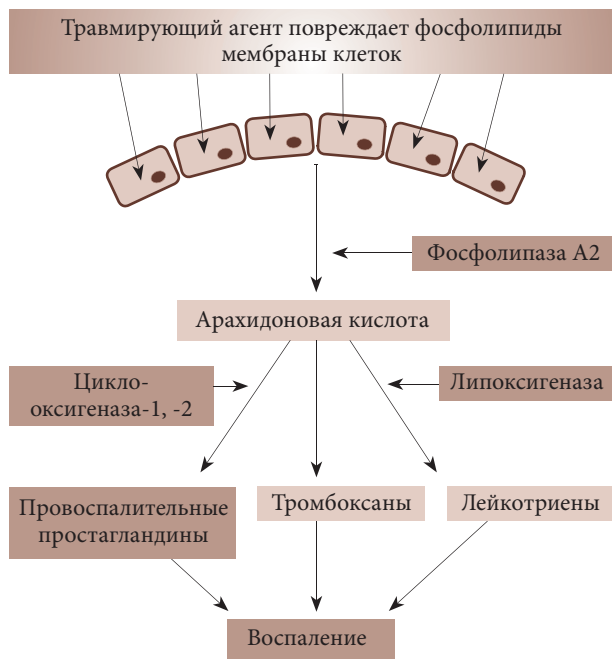 Травмирующий агент повреждает фосфолипиды
мембраны клеток
Фосфолипаза А2
Арахидоновая кислота
Цикло-
оксигеназа-1, -2
Липоксигеназа
Провоспалительные
простагландины
Тромбоксаны
Лейкотриены
Воспаление